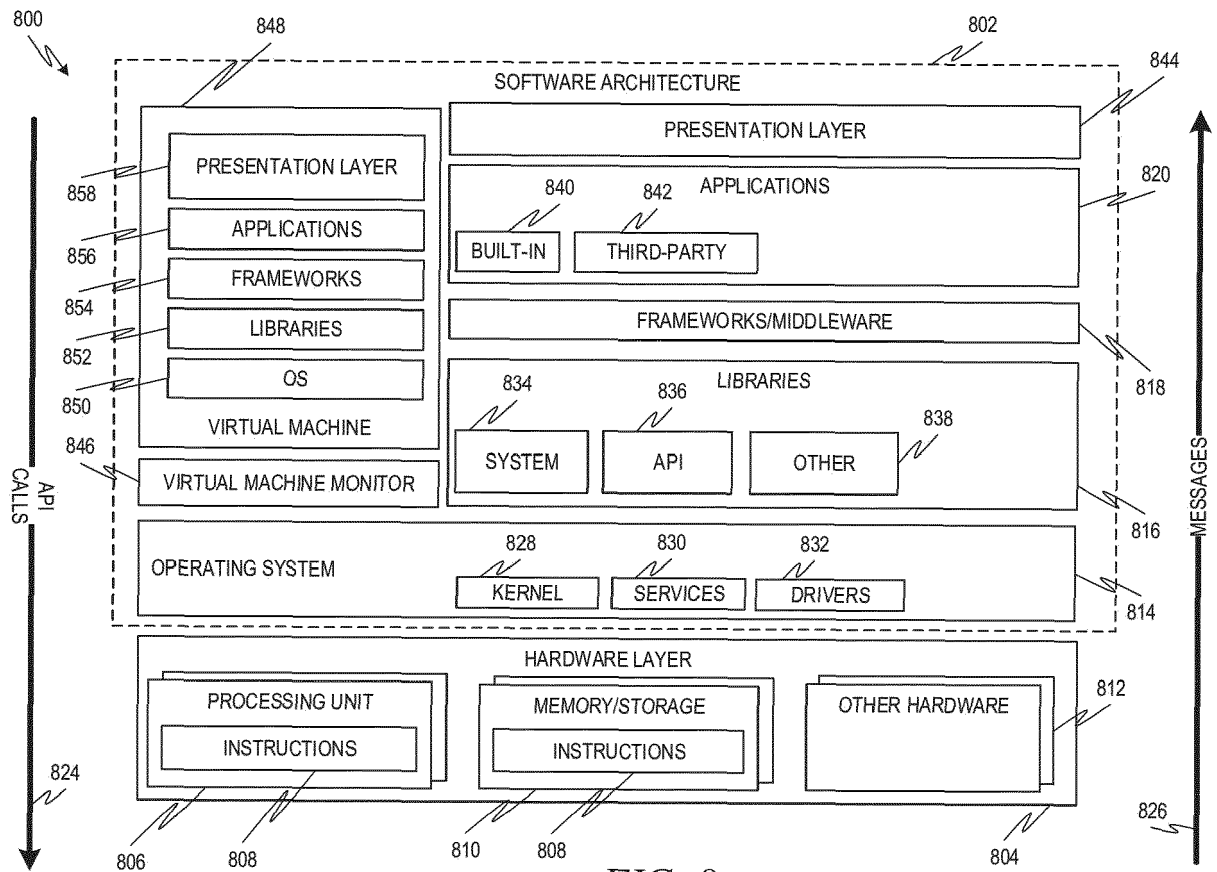 800
848
802
844
SOFTWARE ARCHITECTURE
PRESENTATION LAYER
PRESENTATION LAYER
858
APPLICATIONS
840
842
820
BUILT-IN
THIRD-PARTY
APPLICATIONS
856
FRAMEWORKS
854
FRAMEWORKS/MIDDLEWARE
818
LIBRARIES
852
OS
850
VIRTUAL MACHINE
LIBRARIES
834
836
838
SYSTEM
API
OTHER
816
846
VIRTUAL MACHINE MONITOR
API
CALLS
MESSAGES
OPERATING SYSTEM
828
830
832
KERNEL
SERVICES
DRIVERS
814
HARDWARE LAYER
PROCESSING UNIT
INSTRUCTIONS
MEMORY/STORAGE
INSTRUCTIONS
OTHER HARDWARE
812
824
826
806
808
810
808
804